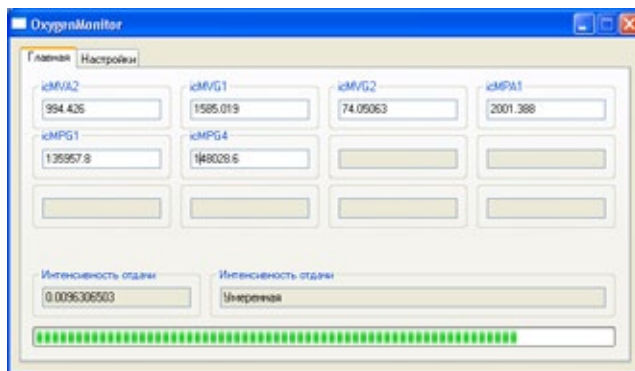 OxygenMonitor
Главная Настройки
icMVA2 icMVG1 icMVG2 icMPA1
994.426 1585.019 74.05063 2001.388
icMPG1 icMPG4
135957.8 148028.6
Интенсивность отдачи Интенсивность отдачи
0.0096306503 Умеренная